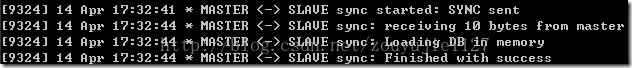 [9324] 14 Apr 17:32:41 * MASTER <-> SLAVE sync started: SYNC sent
[9324] 14 Apr 17:32:44 * MASTER <-> SLAVE sync: receiving 10 bytes from master
[9324] 14 Apr 17:32:44 * MASTER <-> SLAVE sync: Loading DB in memory
[9324] 14 Apr 17:32:44 * MASTER <-> SLAVE sync: Finished with success